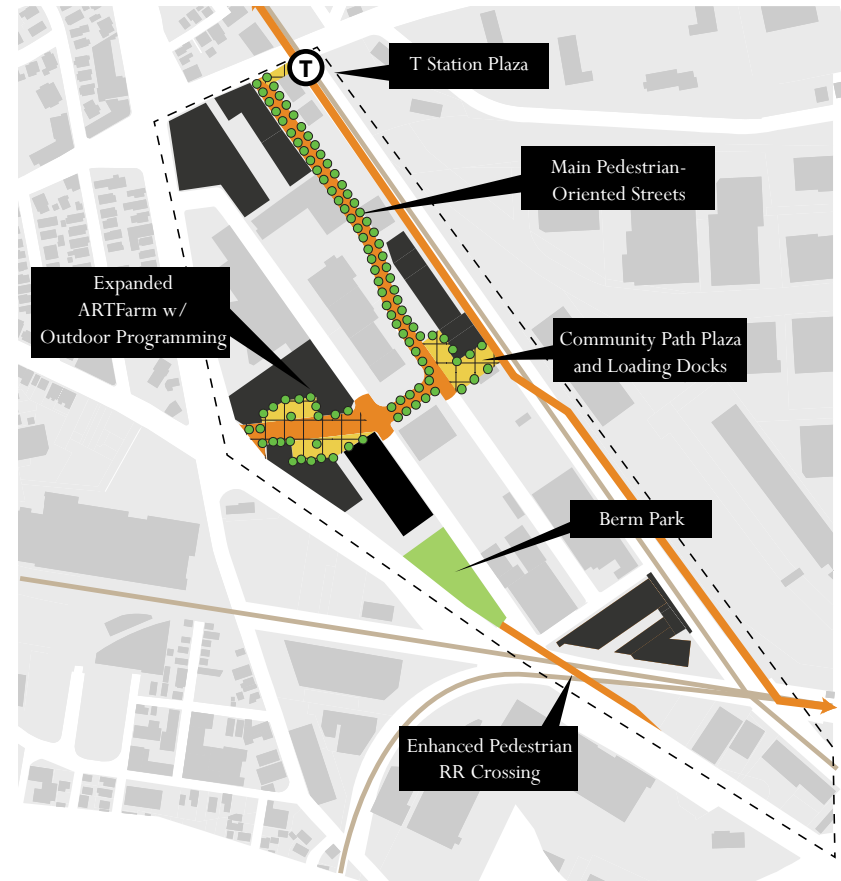 T
T Station Plaza
Main Pedestrian-
Oriented Streets
Expanded
ARTFarm w/
Outdoor Programming
Community Path Plaza
and Loading Docks
Berm Park
Enhanced Pedestrian
RR Crossing